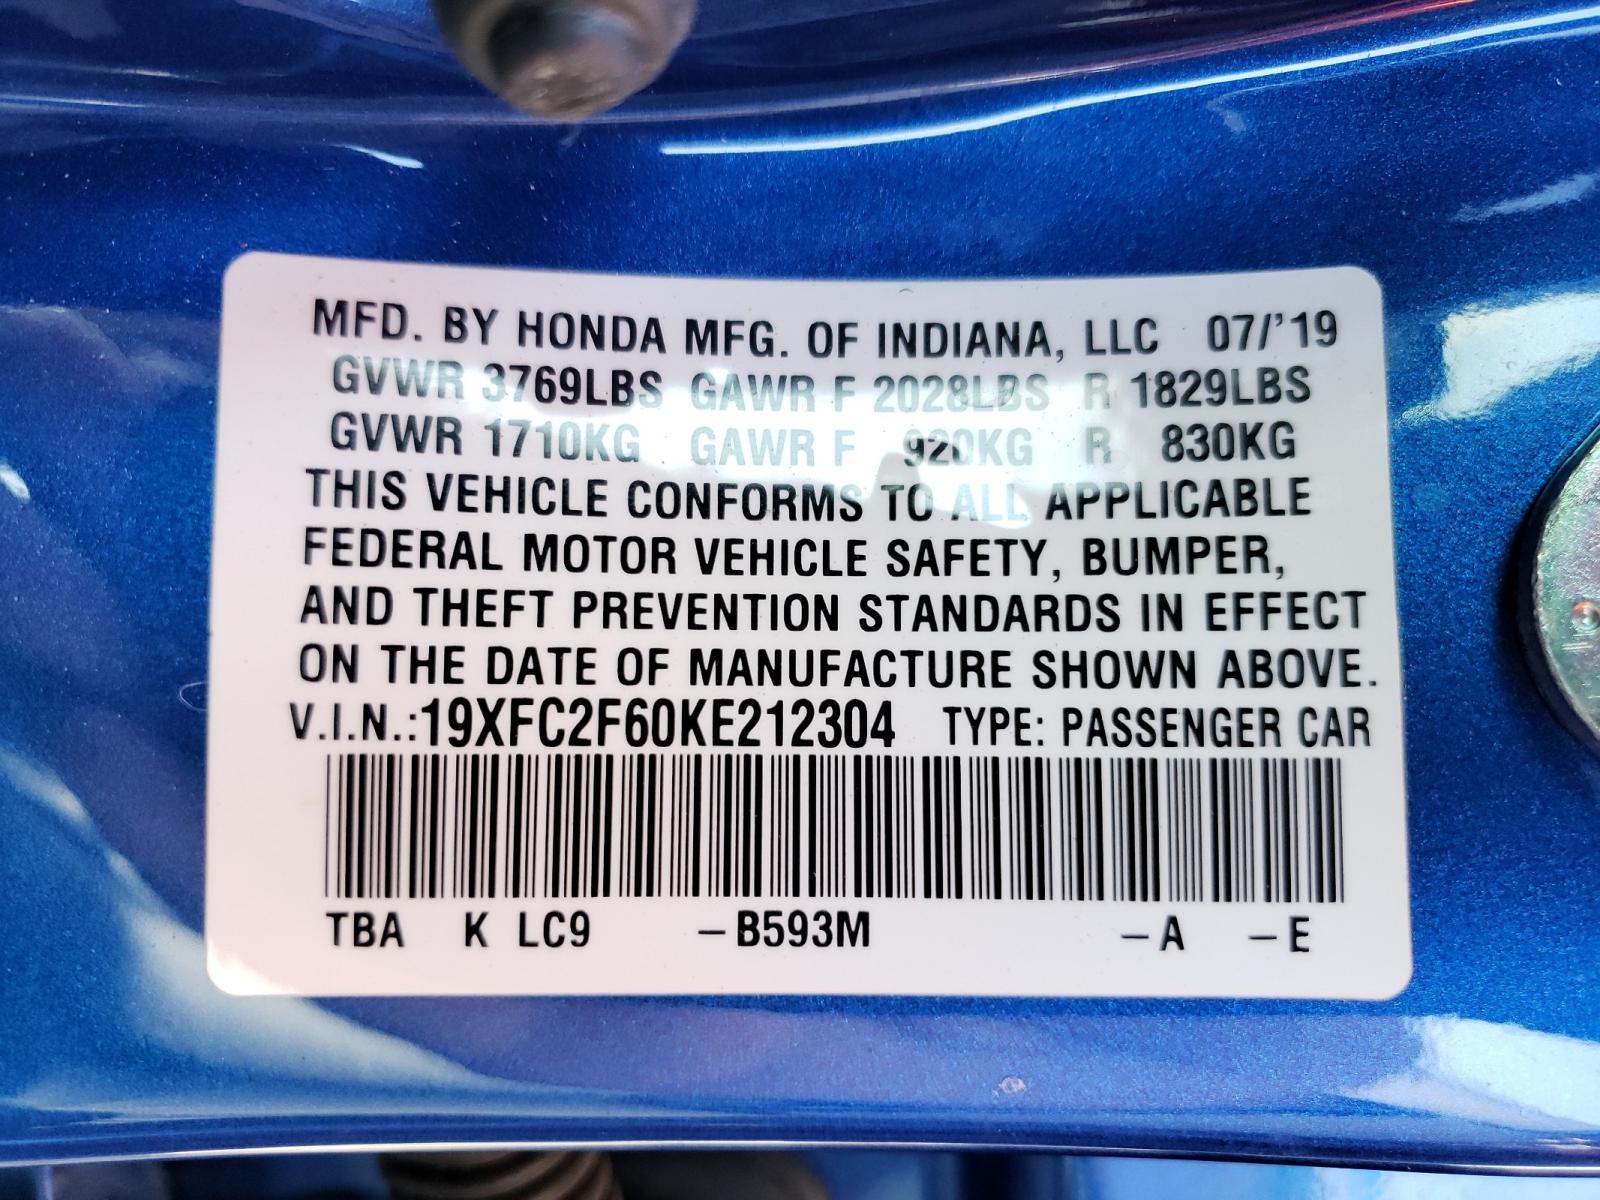 MFD. BY HONDA MFG. OF INDIANA, LLC 07/'19
GVWR 3769LBS GAWR F 2028LBS R 1829LBS
GVWR 1710KG GAWR F 920KG R 830KG
THIS VEHICLE CONFORMS TO ALL APPLICABLE
FEDERAL MOTOR VEHICLE SAFETY, BUMPER,
AND THEFT PREVENTION STANDARDS IN EFFECT
ON THE DATE OF MANUFACTURE SHOWN ABOVE.
V.I.N.:19XFC2F60KE212304 TYPE: PASSENGER CAR
TBA K LC9 –B593M –A –E